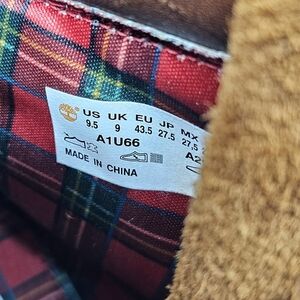 US UK EU JP MX
9.5 9 43.5 27.5 27,5
A1U66
MADE IN CHINA